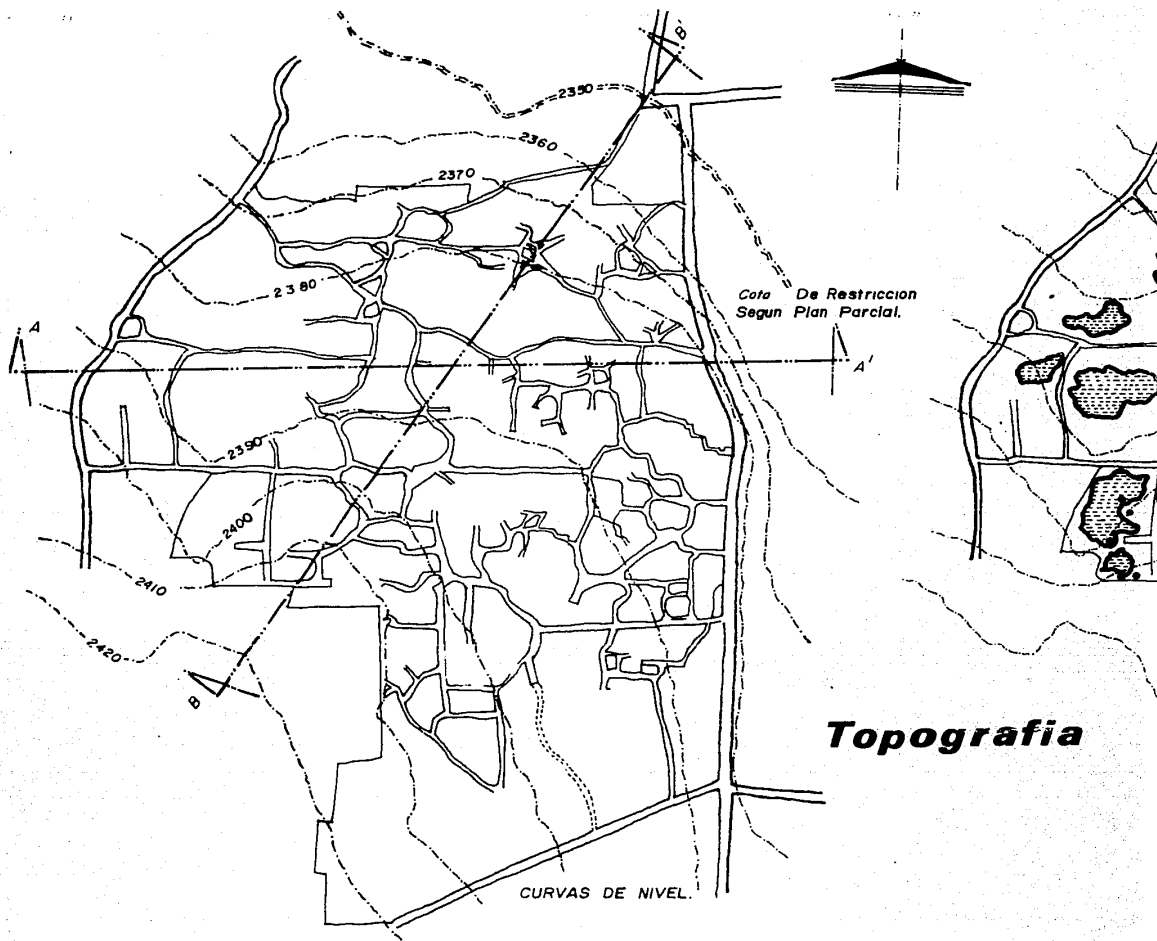 B'
2350
2360
2370
2380
Cota De Restriccion
Segun Plan Parcial.
A
A'
2390
2400
2410
2420
B
Topografia
CURVAS DE NIVEL.